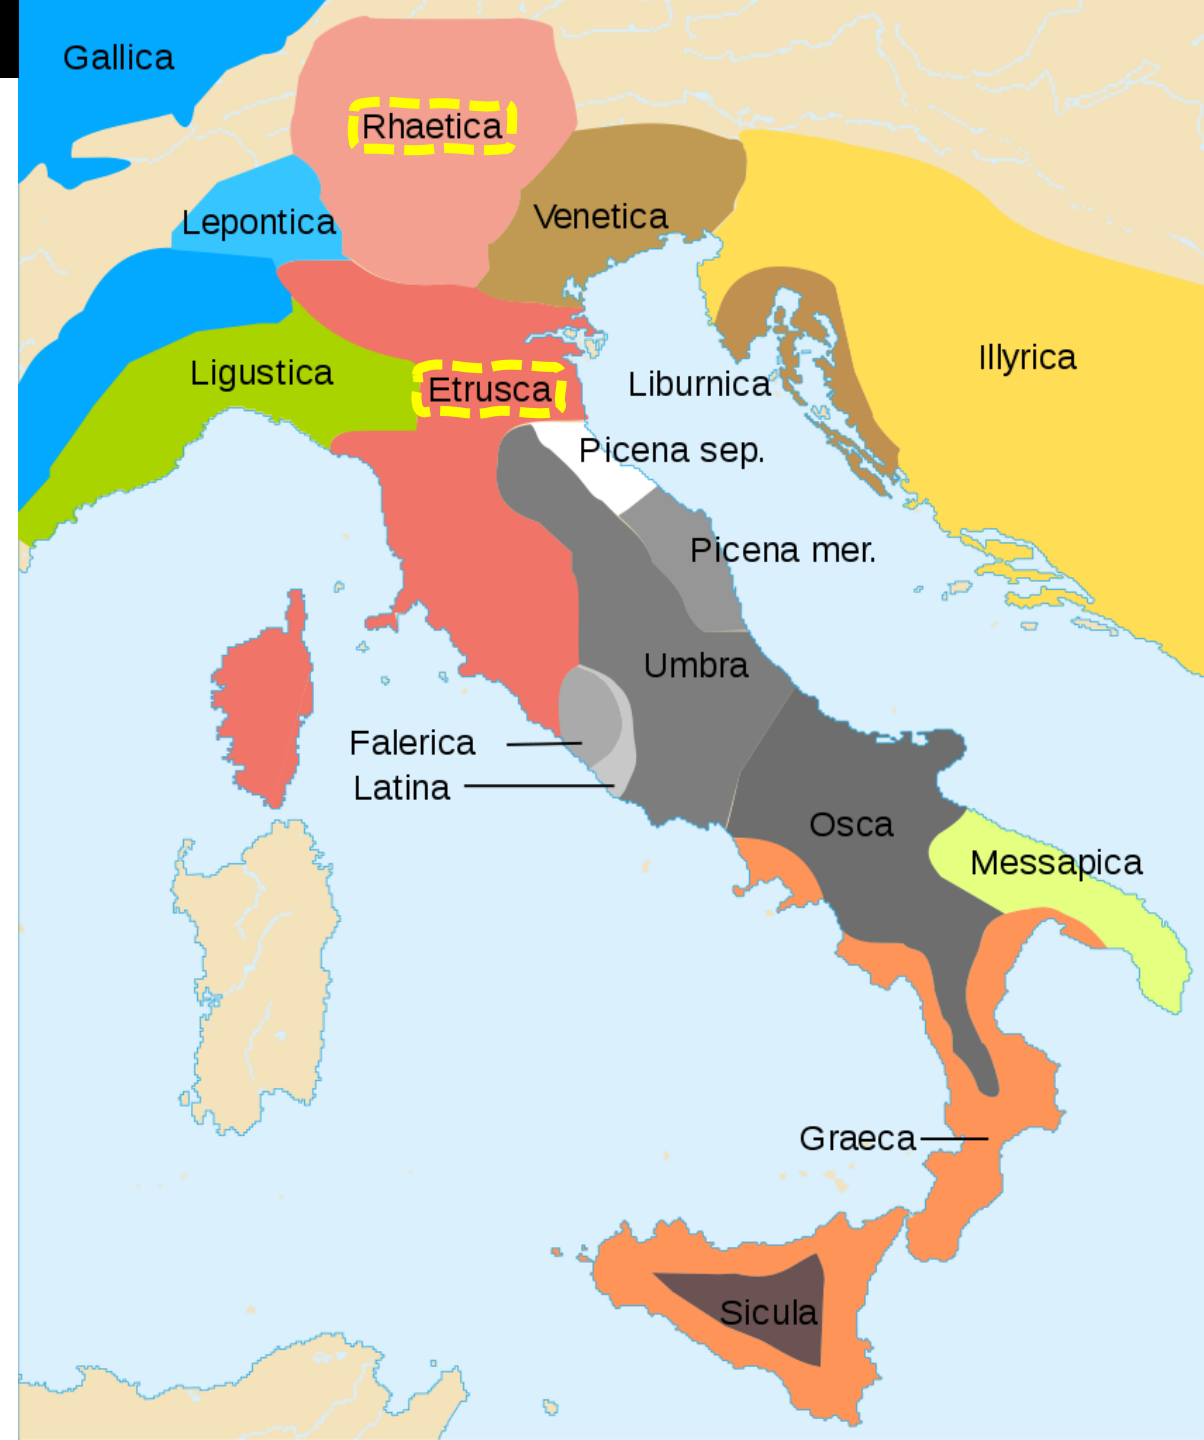 Gallica
Rhaetica
Lepontica
Venetica
Illyrica
Ligustica
Etrusca
Liburnica
Picena sep.
Picena mer.
Umbra
Falerica
Latina
Osca
Messapica
Graeca
Sicula